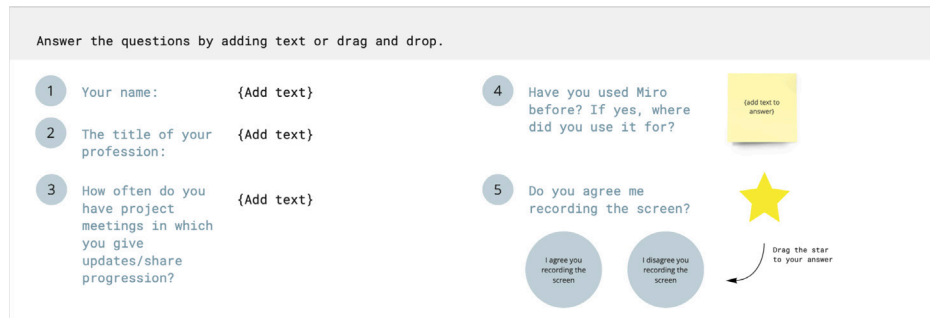 Answer the questions by adding text or drag and drop.
1
Your name:
{Add text}
2
The title of your
profession:
{Add text}
3
How often do you
have project
meetings in which
you give
updates/share
progression?
{Add text}
4
Have you used Miro
before? If yes, where
did you use it for?
(add text to
answer)
5
Do you agree me
recording the screen?
I agree you
recording the
screen
I disagree you
recording the
screen
Drag the star
to your answer